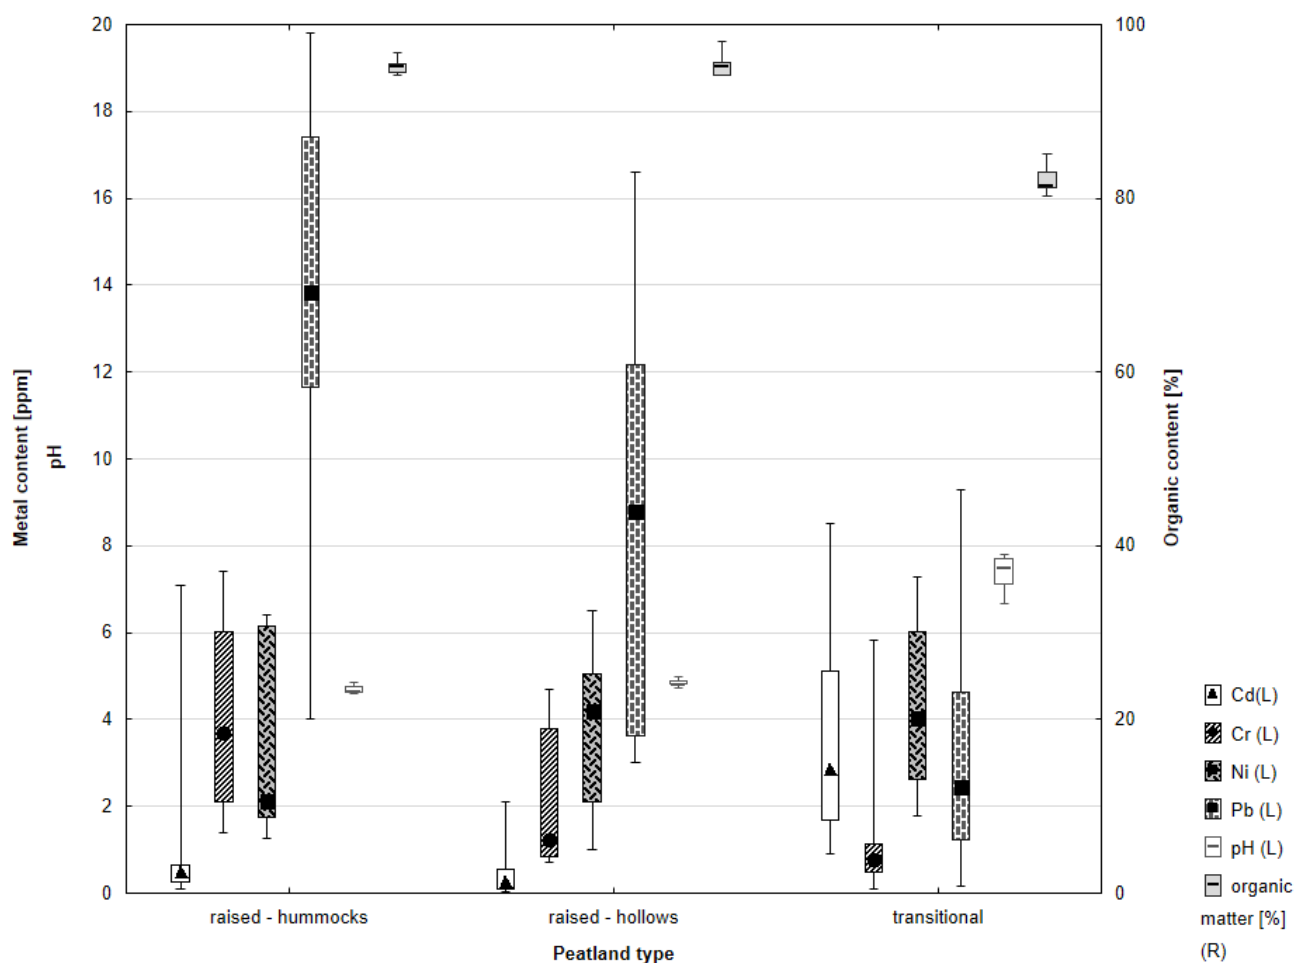 20
18
16
14
12
10
8
6
4
2
0
100
80
60
40
20
0
Metal content [ppm]
pH
Organic content [%]
raised - hummocks
raised - hollows
transitional
Peatland type
Cd(L)
Cr (L)
Ni (L)
Pb (L)
pH (L)
organic
matter [%]
(R)